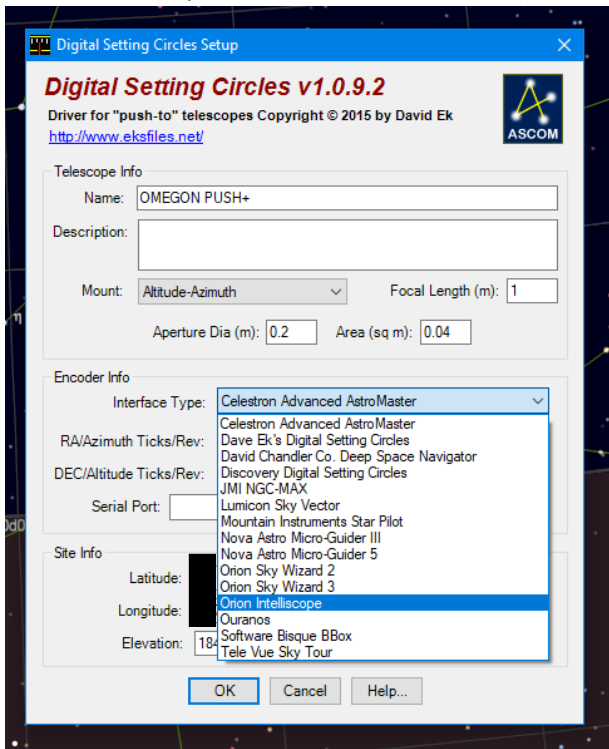 Digital Setting Circles Setup
Digital Setting Circles v1.0.9.2
Driver for "push-to" telescopes Copyright © 2015 by David Ek
http://www.eksfiles.net/
ASCOM
Telescope Info
Name: OMEGON PUSH+
Description:
Mount: Altitude-Azimuth Focal Length (m): 1
Aperture Dia (m): 0.2 Area (sq m): 0.04
Encoder Info
Interface Type: Celestron Advanced AstroMaster
Celestron Advanced AstroMaster
RA/Azimuth Ticks/Rev: Dave Ek's Digital Setting Circles
David Chandler Co. Deep Space Navigator
DEC/Altitude Ticks/Rev: Discovery Digital Setting Circles
JMI NGC-MAX
Serial Port: Lumicon Sky Vector
Mountain Instruments Star Pilot
Nova Astro Micro-Guider III
Site Info Nova Astro Micro-Guider 5
Latitude: Orion Sky Wizard 2
Orion Sky Wizard 3
Longitude: Orion Intelliscope
Ouranos
Elevation: 184 Software Bisque BBox
Tele Vue Sky Tour
OK Cancel Help...